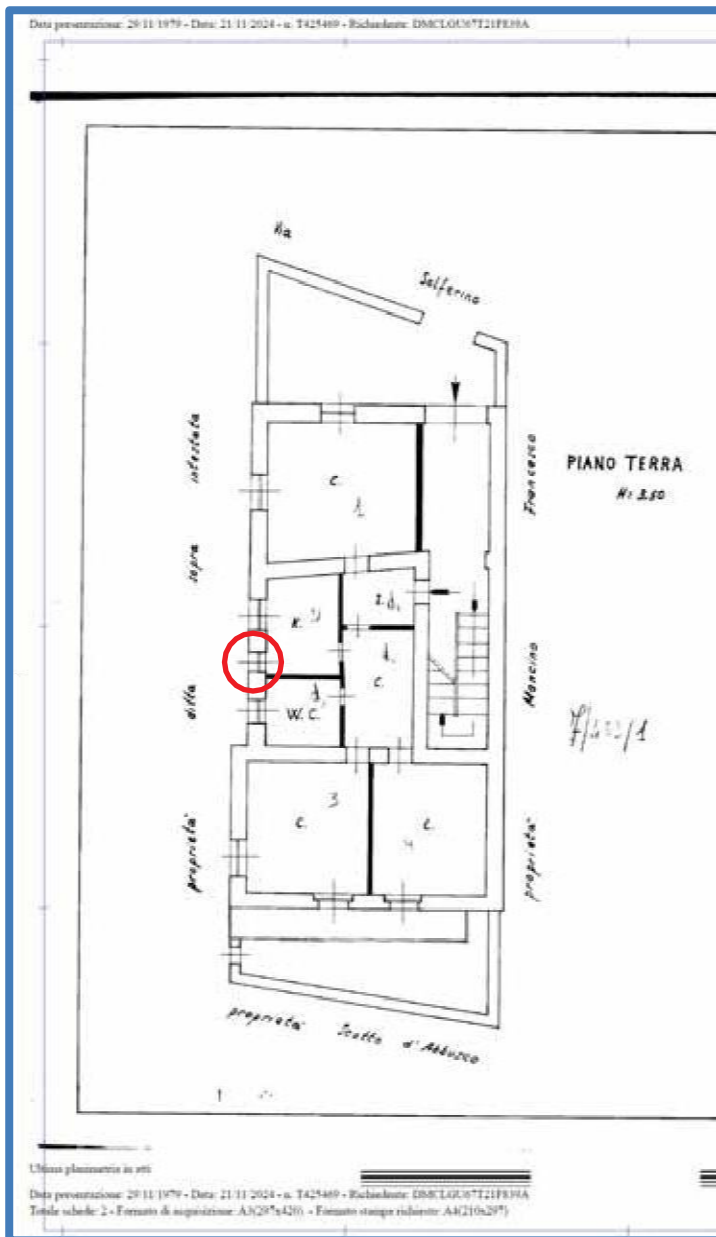 Data presentazione: 29/11/1979 - Data: 21/11/2024 - n. T425469 - Richiedente: DMCLGU67T21F839A
Via Solferino
PIANO TERRA
H: 3.50
proprietà ditta sopra intestata
proprietà Mancino Francesco
c.
1
K.
W.C.
c.
c.
3
c.
4
proprietà Scotto d'Abbusco
Ultima planimetria in atti
Data presentazione: 29/11/1979 - Data: 21/11/2024 - n. T425469 - Richiedente: DMCLGU67T21F839A
Totale schede: 2 - Formato di acquisizione: A3(297x420) - Formato stampa richiesto: A4(210x297)